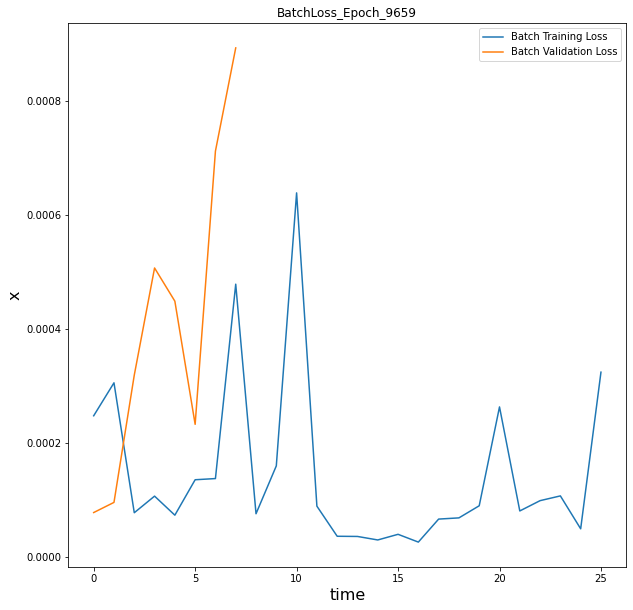 BatchLoss_Epoch_9659
Batch Training Loss
Batch Validation Loss
0.0008
0.0006
0.0004
0.0002
0.0000
x
0 5 10 15 20 25
time